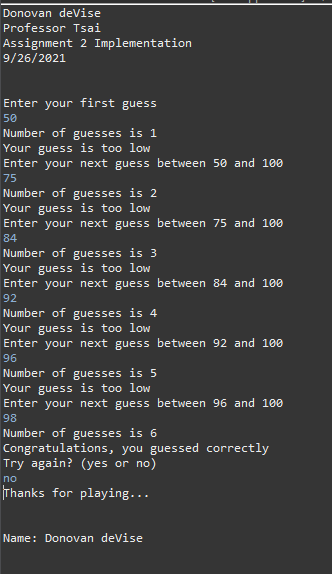 Donovan deVise
Professor Tsai
Assignment 2 Implementation
9/26/2021
Enter your first guess
50
Number of guesses is 1
Your guess is too low
Enter your next guess between 50 and 100
75
Number of guesses is 2
Your guess is too low
Enter your next guess between 75 and 100
84
Number of guesses is 3
Your guess is too low
Enter your next guess between 84 and 100
92
Number of guesses is 4
Your guess is too low
Enter your next guess between 92 and 100
96
Number of guesses is 5
Your guess is too low
Enter your next guess between 96 and 100
98
Number of guesses is 6
Congratulations, you guessed correctly
Try again? (yes or no)
no
Thanks for playing...
Name: Donovan deVise